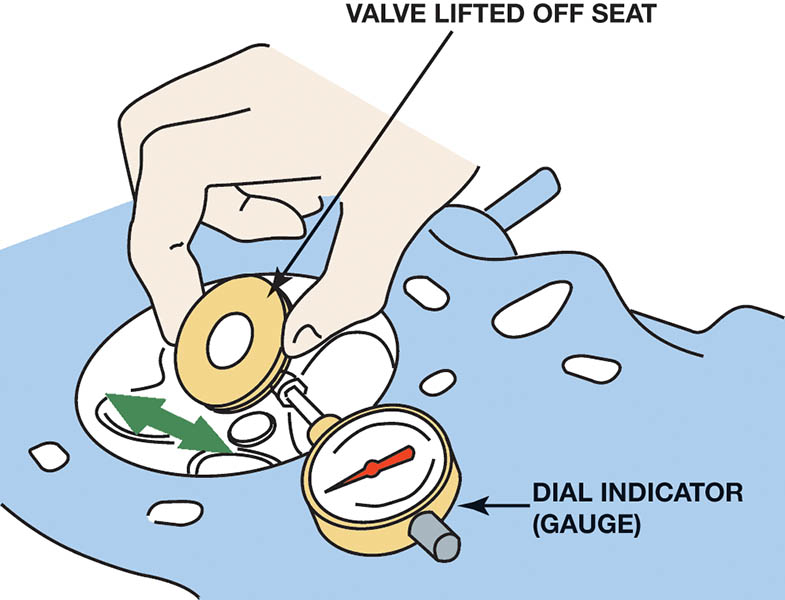 VALVE LIFTED OFF SEAT
DIAL INDICATOR
(GAUGE)